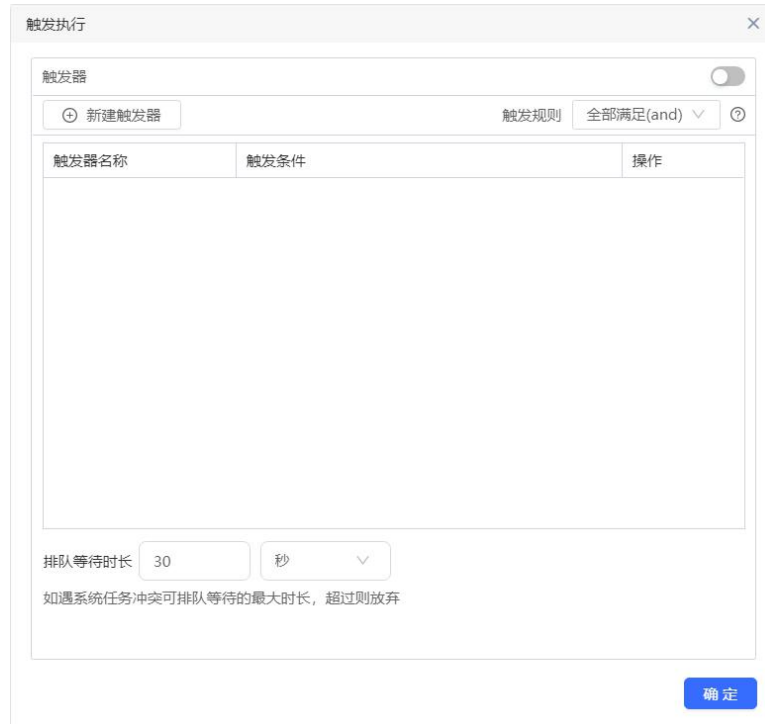 触发执行
触发器
新建触发器 触发规则 全部满足(and)
触发器名称 触发条件 操作
排队等待时长 30 秒
如遇系统任务冲突可排队等待的最大时长，超过则放弃
确定